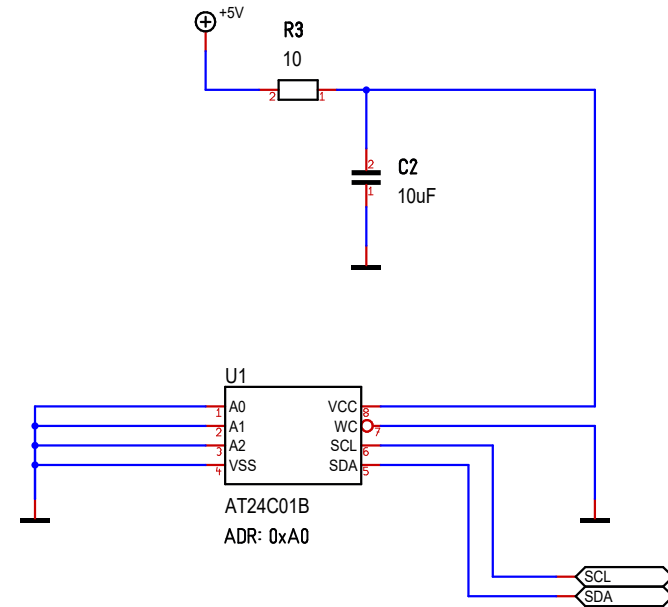 +5V
R3
10
2 1
2
C2
1
10uF
U1
A0 VCC
1 8
A1 WC
2 7
A2 SCL
3 6
VSS SDA
4 5
AT24C01B
ADR: 0xA0
SCL
SDA